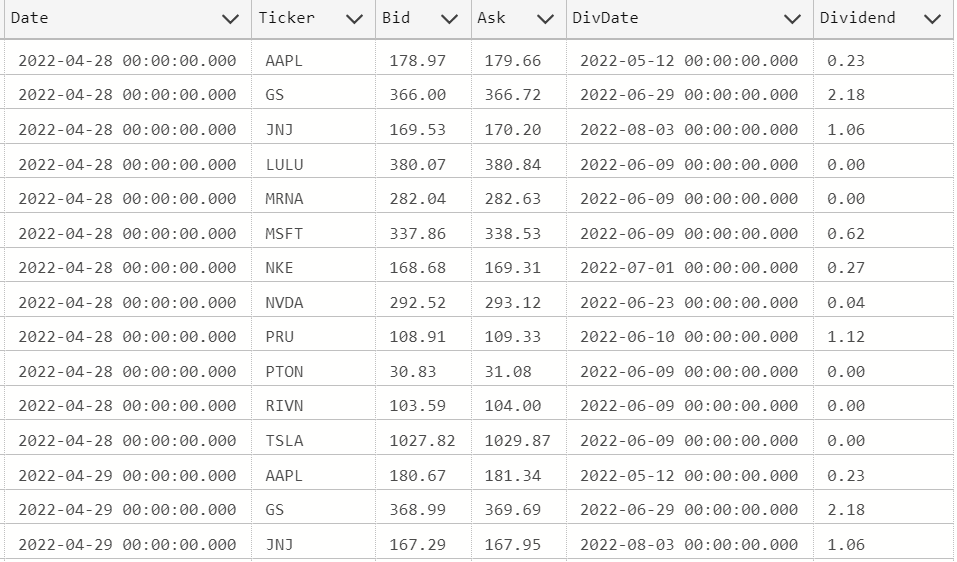 Date Ticker Bid Ask DivDate Dividend
2022-04-28 00:00:00.000 AAPL 178.97 179.66 2022-05-12 00:00:00.000 0.23
2022-04-28 00:00:00.000 GS 366.00 366.72 2022-06-29 00:00:00.000 2.18
2022-04-28 00:00:00.000 JNJ 169.53 170.20 2022-08-03 00:00:00.000 1.06
2022-04-28 00:00:00.000 LULU 380.07 380.84 2022-06-09 00:00:00.000 0.00
2022-04-28 00:00:00.000 MRNA 282.04 282.63 2022-06-09 00:00:00.000 0.00
2022-04-28 00:00:00.000 MSFT 337.86 338.53 2022-06-09 00:00:00.000 0.62
2022-04-28 00:00:00.000 NKE 168.68 169.31 2022-07-01 00:00:00.000 0.27
2022-04-28 00:00:00.000 NVDA 292.52 293.12 2022-06-23 00:00:00.000 0.04
2022-04-28 00:00:00.000 PRU 108.91 109.33 2022-06-10 00:00:00.000 1.12
2022-04-28 00:00:00.000 PTON 30.83 31.08 2022-06-09 00:00:00.000 0.00
2022-04-28 00:00:00.000 RIVN 103.59 104.00 2022-06-09 00:00:00.000 0.00
2022-04-28 00:00:00.000 TSLA 1027.82 1029.87 2022-06-09 00:00:00.000 0.00
2022-04-29 00:00:00.000 AAPL 180.67 181.34 2022-05-12 00:00:00.000 0.23
2022-04-29 00:00:00.000 GS 368.99 369.69 2022-06-29 00:00:00.000 2.18
2022-04-29 00:00:00.000 JNJ 167.29 167.95 2022-08-03 00:00:00.000 1.06